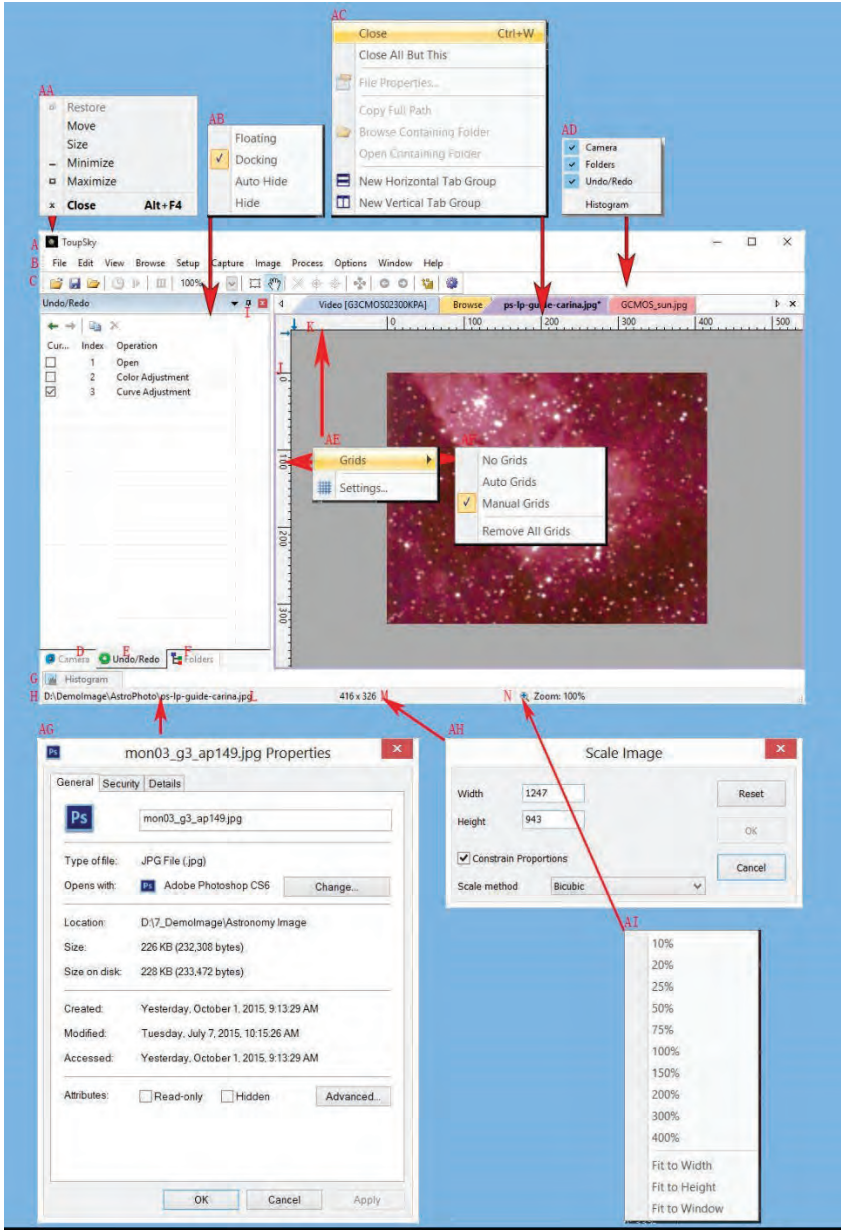 AC
Close Ctrl+W
Close All But This
File Properties...
Copy Full Path
Browse Containing Folder
Open Containing Folder
New Horizontal Tab Group
New Vertical Tab Group
AA
Restore
Move
Size
Minimize
Maximize
Close Alt+F4
AB
Floating
Docking
Auto Hide
Hide
AD
Camera
Folders
Undo/Redo
Histogram
A ToupSky
B File Edit View Browse Setup Capture Image Process Options Window Help
C 100%
Undo/Redo
I
Video [G3CMOS02300KPA] Browse ps-lp-guide-carina.jpg* GCMOS_sun.jpg
K 0 100 200 300 400 500
Cur... Index Operation
1 Open
2 Color Adjustment
3 Curve Adjustment
0
100
200
300
AE
Grids
Settings...
No Grids
Auto Grids
Manual Grids
Remove All Grids
D E F
Camera Undo/Redo Folders
G Histogram
H D:\DemoImage\AstroPhoto\ps-lp-guide-carina.jpg L 416 x 326 M N Zoom: 100%
AG
mon03_g3_ap149.jpg Properties
General Security Details
Ps mon03_g3_ap149.jpg
Type of file: JPG File (.jpg)
Opens with: Ps Adobe Photoshop CS6 Change...
Location: D:\7_DemoImage\Astronomy Image
Size: 226 KB (232,308 bytes)
Size on disk: 228 KB (233,472 bytes)
Created: Yesterday, October 1, 2015, 9:13:29 AM
Modified: Tuesday, July 7, 2015, 10:15:26 AM
Accessed: Yesterday, October 1, 2015, 9:13:29 AM
Attributes: Read-only Hidden Advanced...
OK Cancel Apply
AH
Scale Image
Width 1247 Reset
Height 943 OK
Constrain Proportions Cancel
Scale method Bicubic
AI
10%
20%
25%
50%
75%
100%
150%
200%
300%
400%
Fit to Width
Fit to Height
Fit to Window